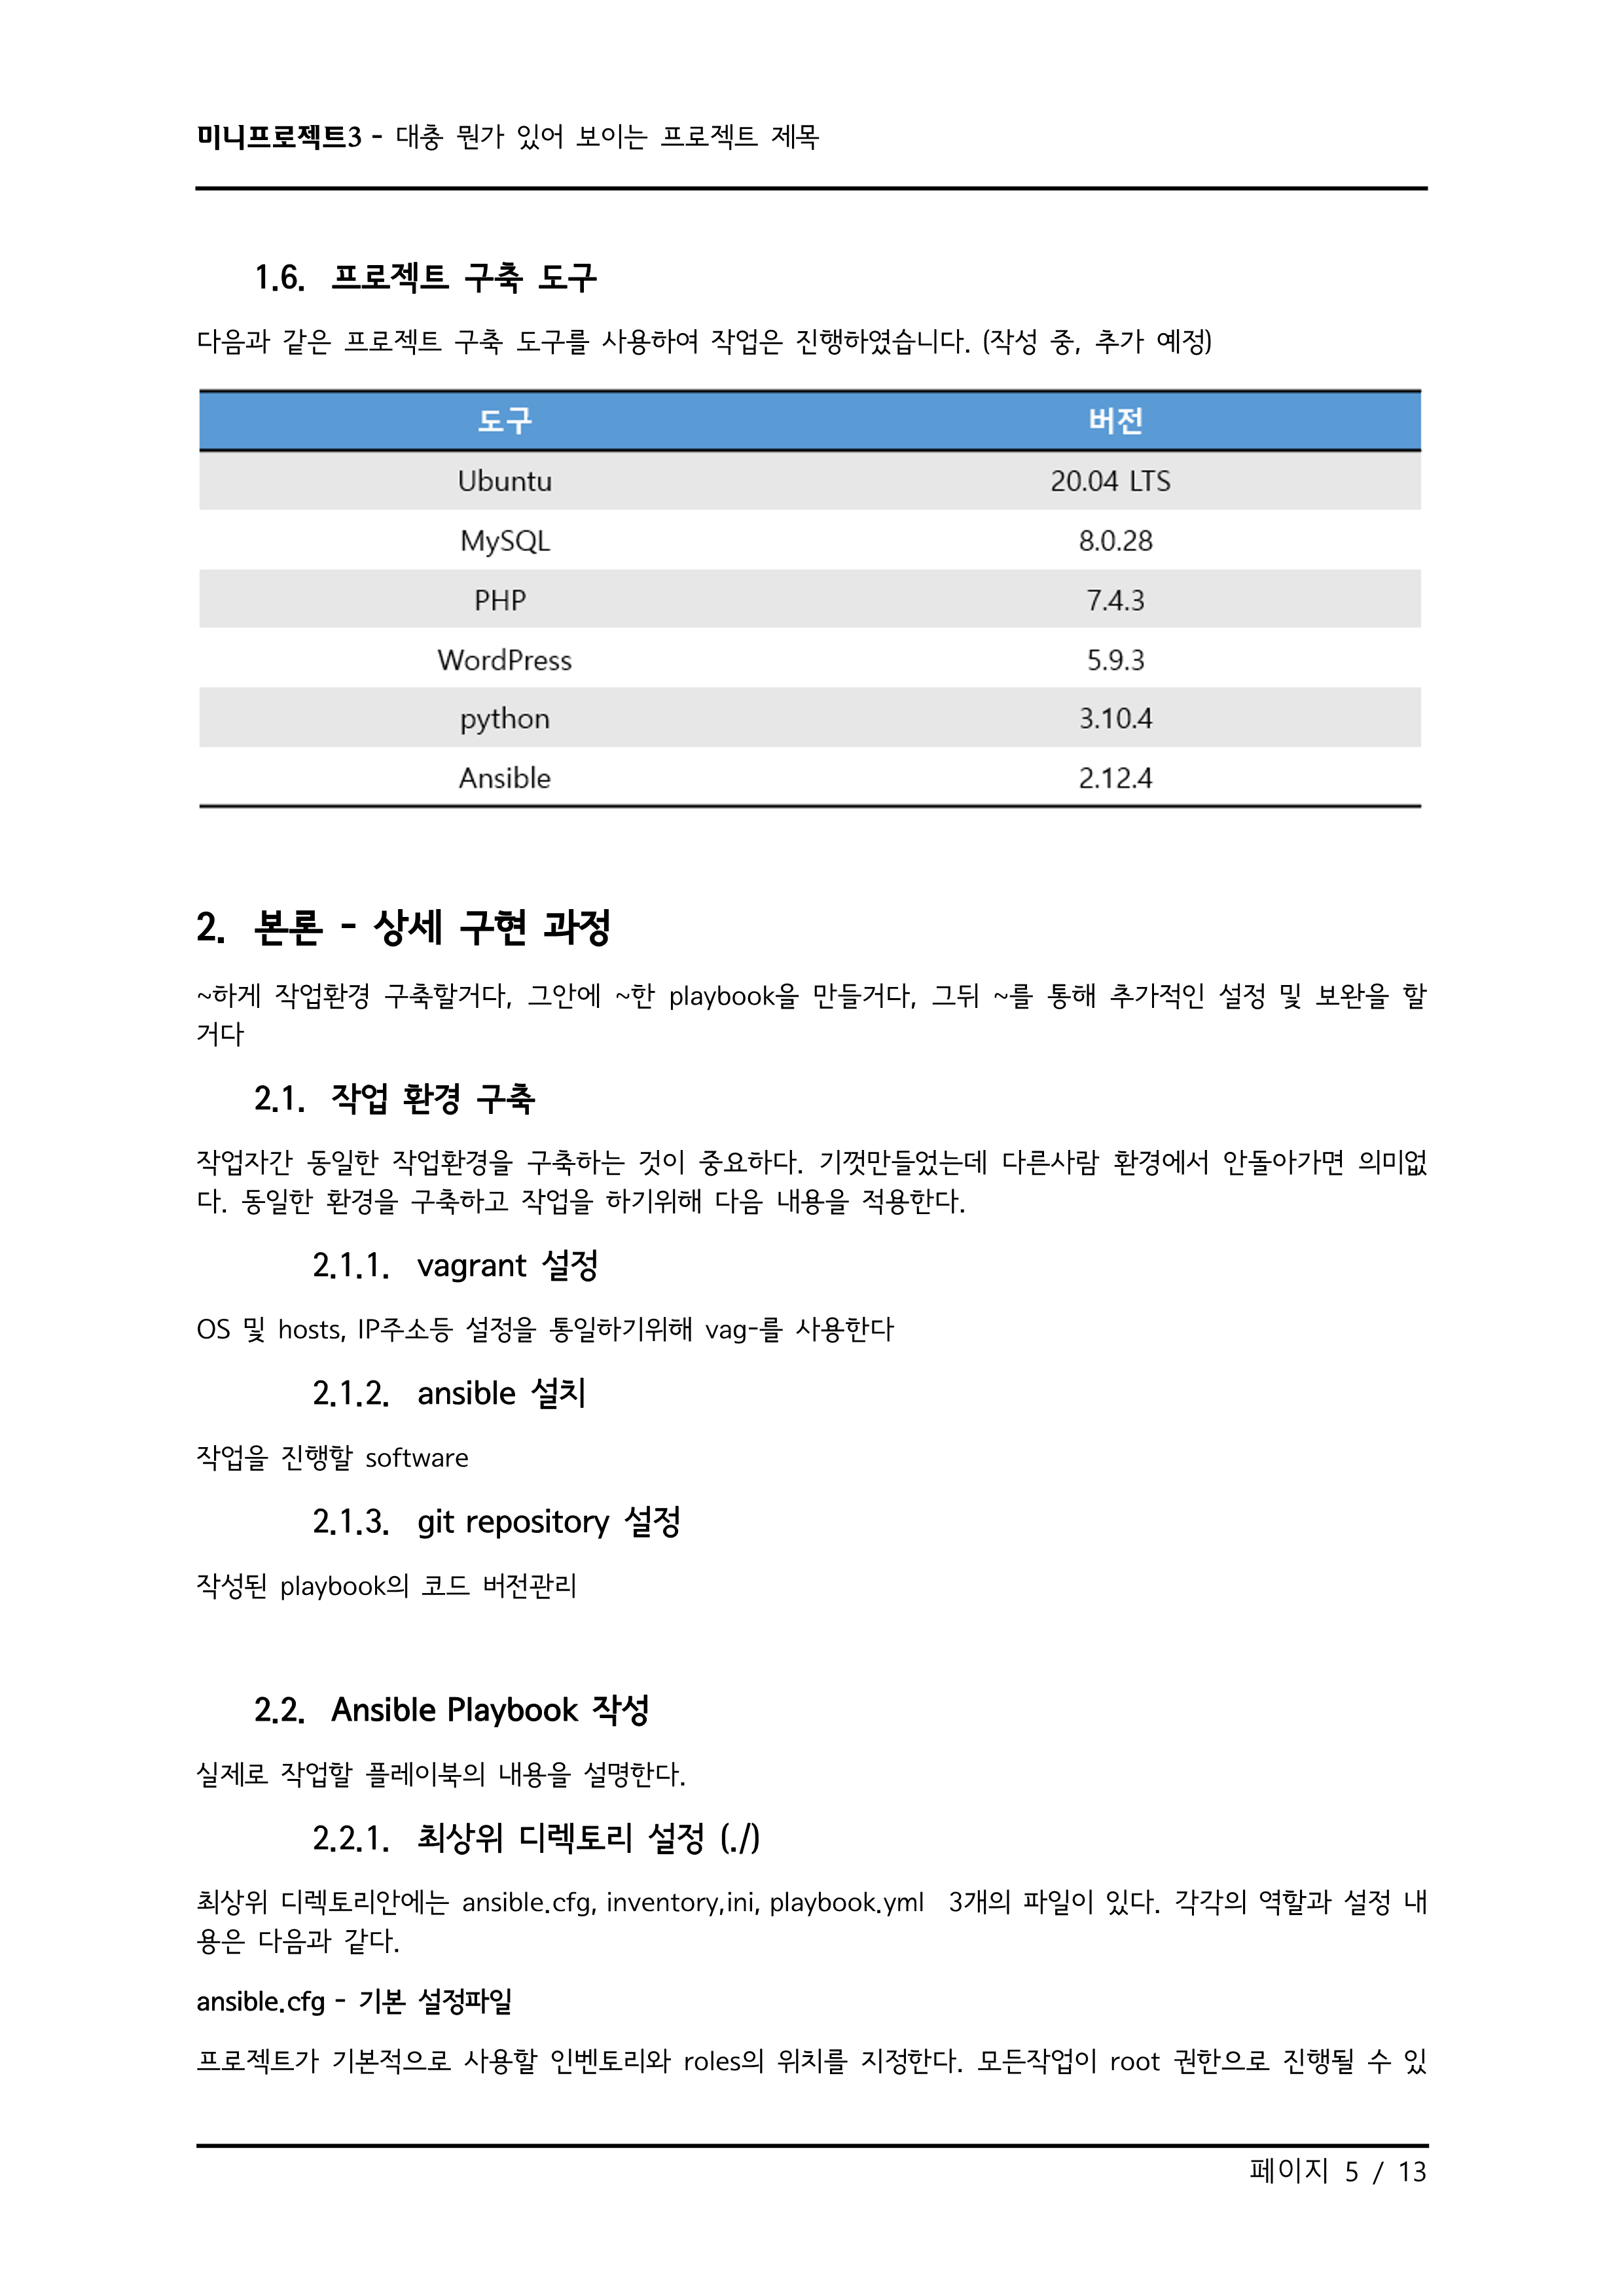 미니프로젝트3 - 대충 뭔가 있어 보이는 프로젝트 제목
1.6. 프로젝트 구축 도구
다음과 같은 프로젝트 구축 도구를 사용하여 작업은 진행하였습니다. (작성 중, 추가 예정)
도구 버전
Ubuntu 20.04 LTS
MySQL 8.0.28
PHP 7.4.3
WordPress 5.9.3
python 3.10.4
Ansible 2.12.4
2. 본론 - 상세 구현 과정
~하게 작업환경 구축할거다, 그안에 ~한 playbook을 만들거다, 그뒤 ~를 통해 추가적인 설정 및 보완을 할
거다
2.1. 작업 환경 구축
작업자간 동일한 작업환경을 구축하는 것이 중요하다. 기껏만들었는데 다른사람 환경에서 안돌아가면 의미없
다. 동일한 환경을 구축하고 작업을 하기위해 다음 내용을 적용한다.
2.1.1. vagrant 설정
OS 및 hosts, IP주소등 설정을 통일하기위해 vag-를 사용한다
2.1.2. ansible 설치
작업을 진행할 software
2.1.3. git repository 설정
작성된 playbook의 코드 버전관리
2.2. Ansible Playbook 작성
실제로 작업할 플레이북의 내용을 설명한다.
2.2.1. 최상위 디렉토리 설정 (./)
최상위 디렉토리안에는 ansible.cfg, inventory,ini, playbook.yml 3개의 파일이 있다. 각각의 역할과 설정 내
용은 다음과 같다.
ansible.cfg - 기본 설정파일
프로젝트가 기본적으로 사용할 인벤토리와 roles의 위치를 지정한다. 모든작업이 root 권한으로 진행될 수 있
페이지 5 / 13